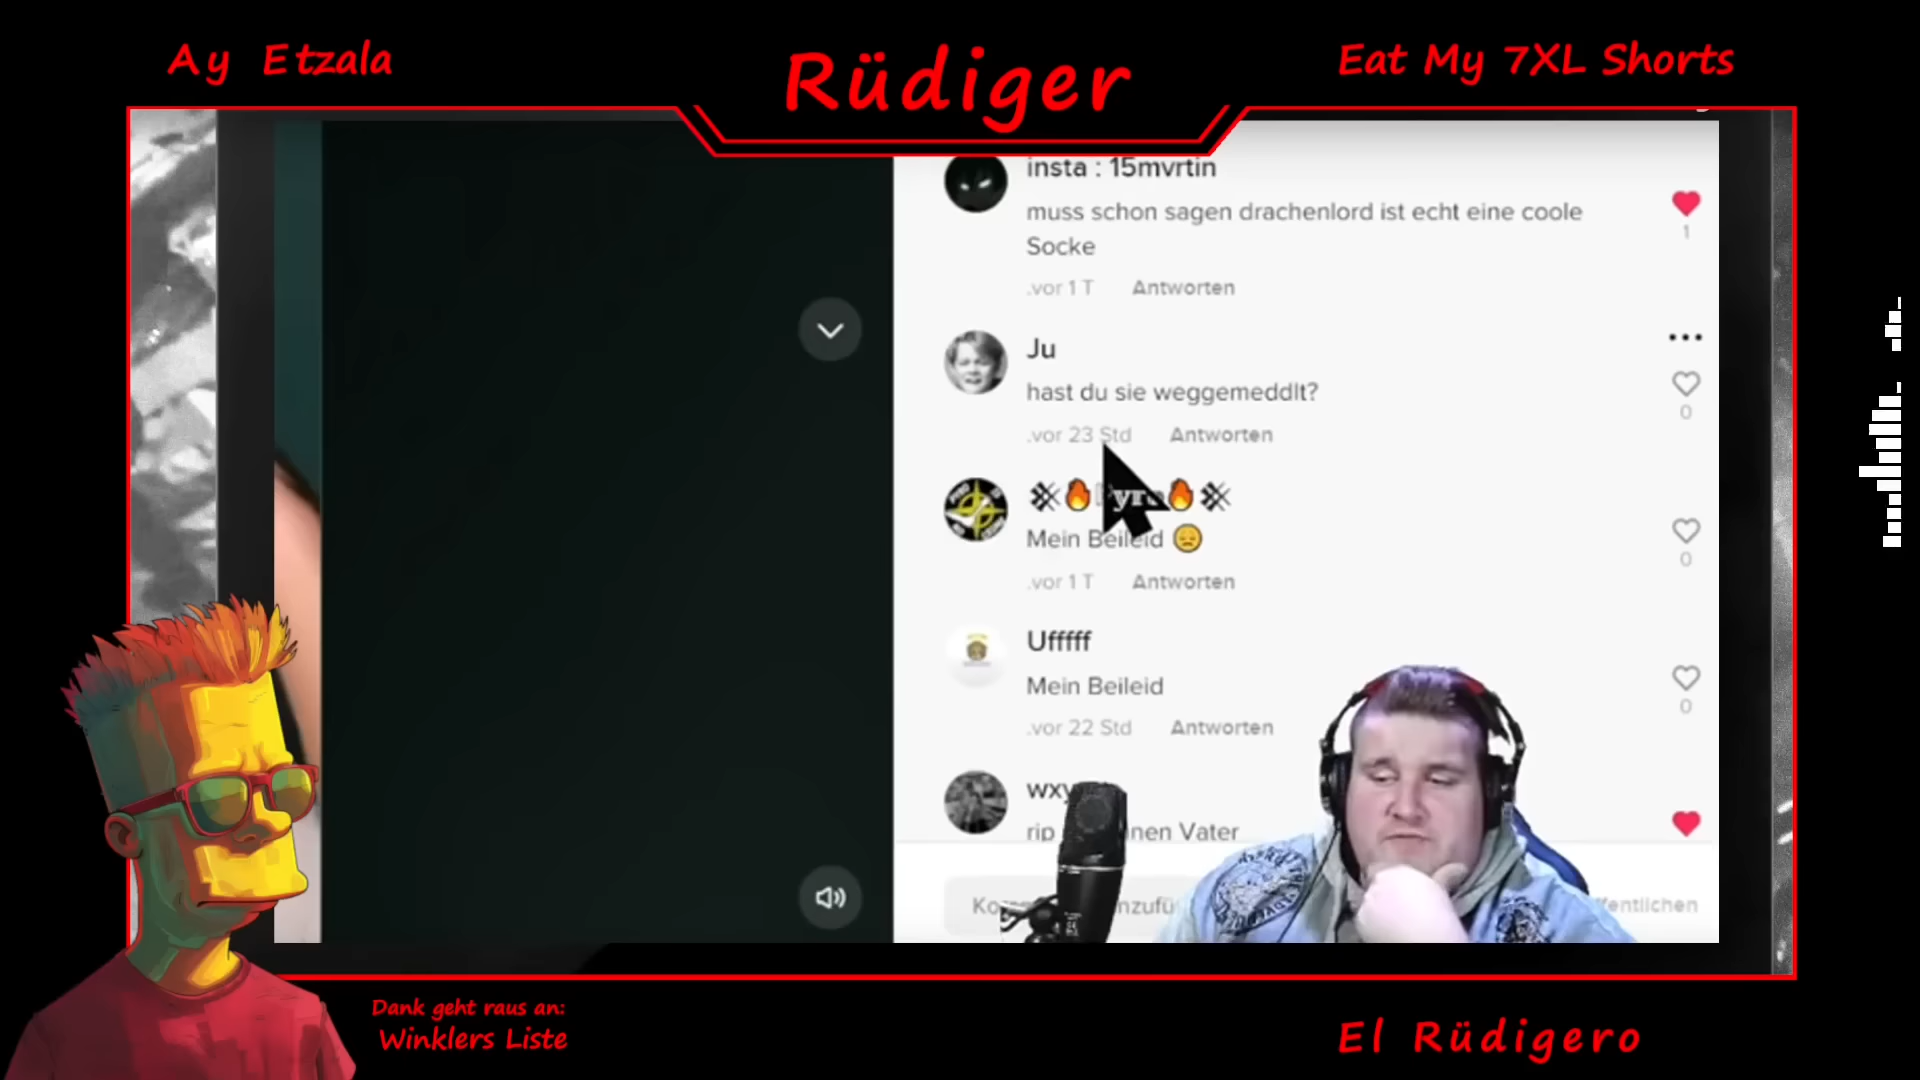 Ay Etzala
Rüdiger
Eat My 7XL Shorts
insta : 15mvrtin
muss schon sagen drachenlord ist echt eine coole
Socke
1
.vor 1 T Antworten
Ju
hast du sie weggemeddlt?
0
.vor 23 Std Antworten
Mein Beileid 😞
0
.vor 1 T Antworten
Ufffff
Mein Beileid
0
.vor 22 Std Antworten
rip Vater
Dank geht raus an:
Winklers Liste
El Rüdigero